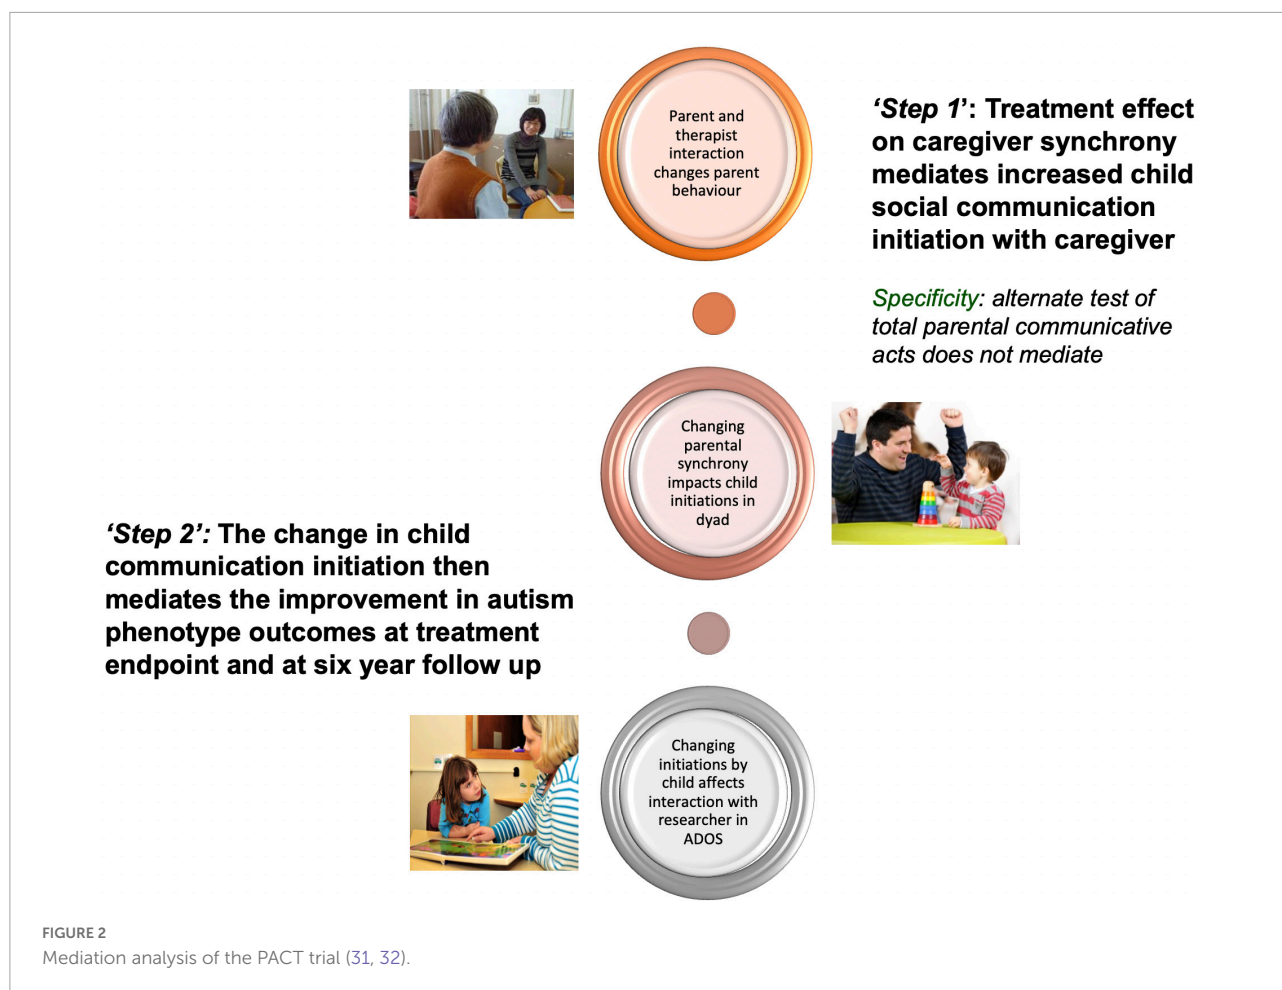 Parent and
therapist
interaction
changes parent
behaviour
‘Step 1’: Treatment effect
on caregiver synchrony
mediates increased child
social communication
initiation with caregiver
Specificity: alternate test of
total parental communicative
acts does not mediate
Changing
parental
synchrony
impacts child
initiations in
dyad
‘Step 2’: The change in child
communication initiation then
mediates the improvement in autism
phenotype outcomes at treatment
endpoint and at six year follow up
Changing
initiations by
child affects
interaction with
researcher in
ADOS
FIGURE 2
Mediation analysis of the PACT trial (31, 32).